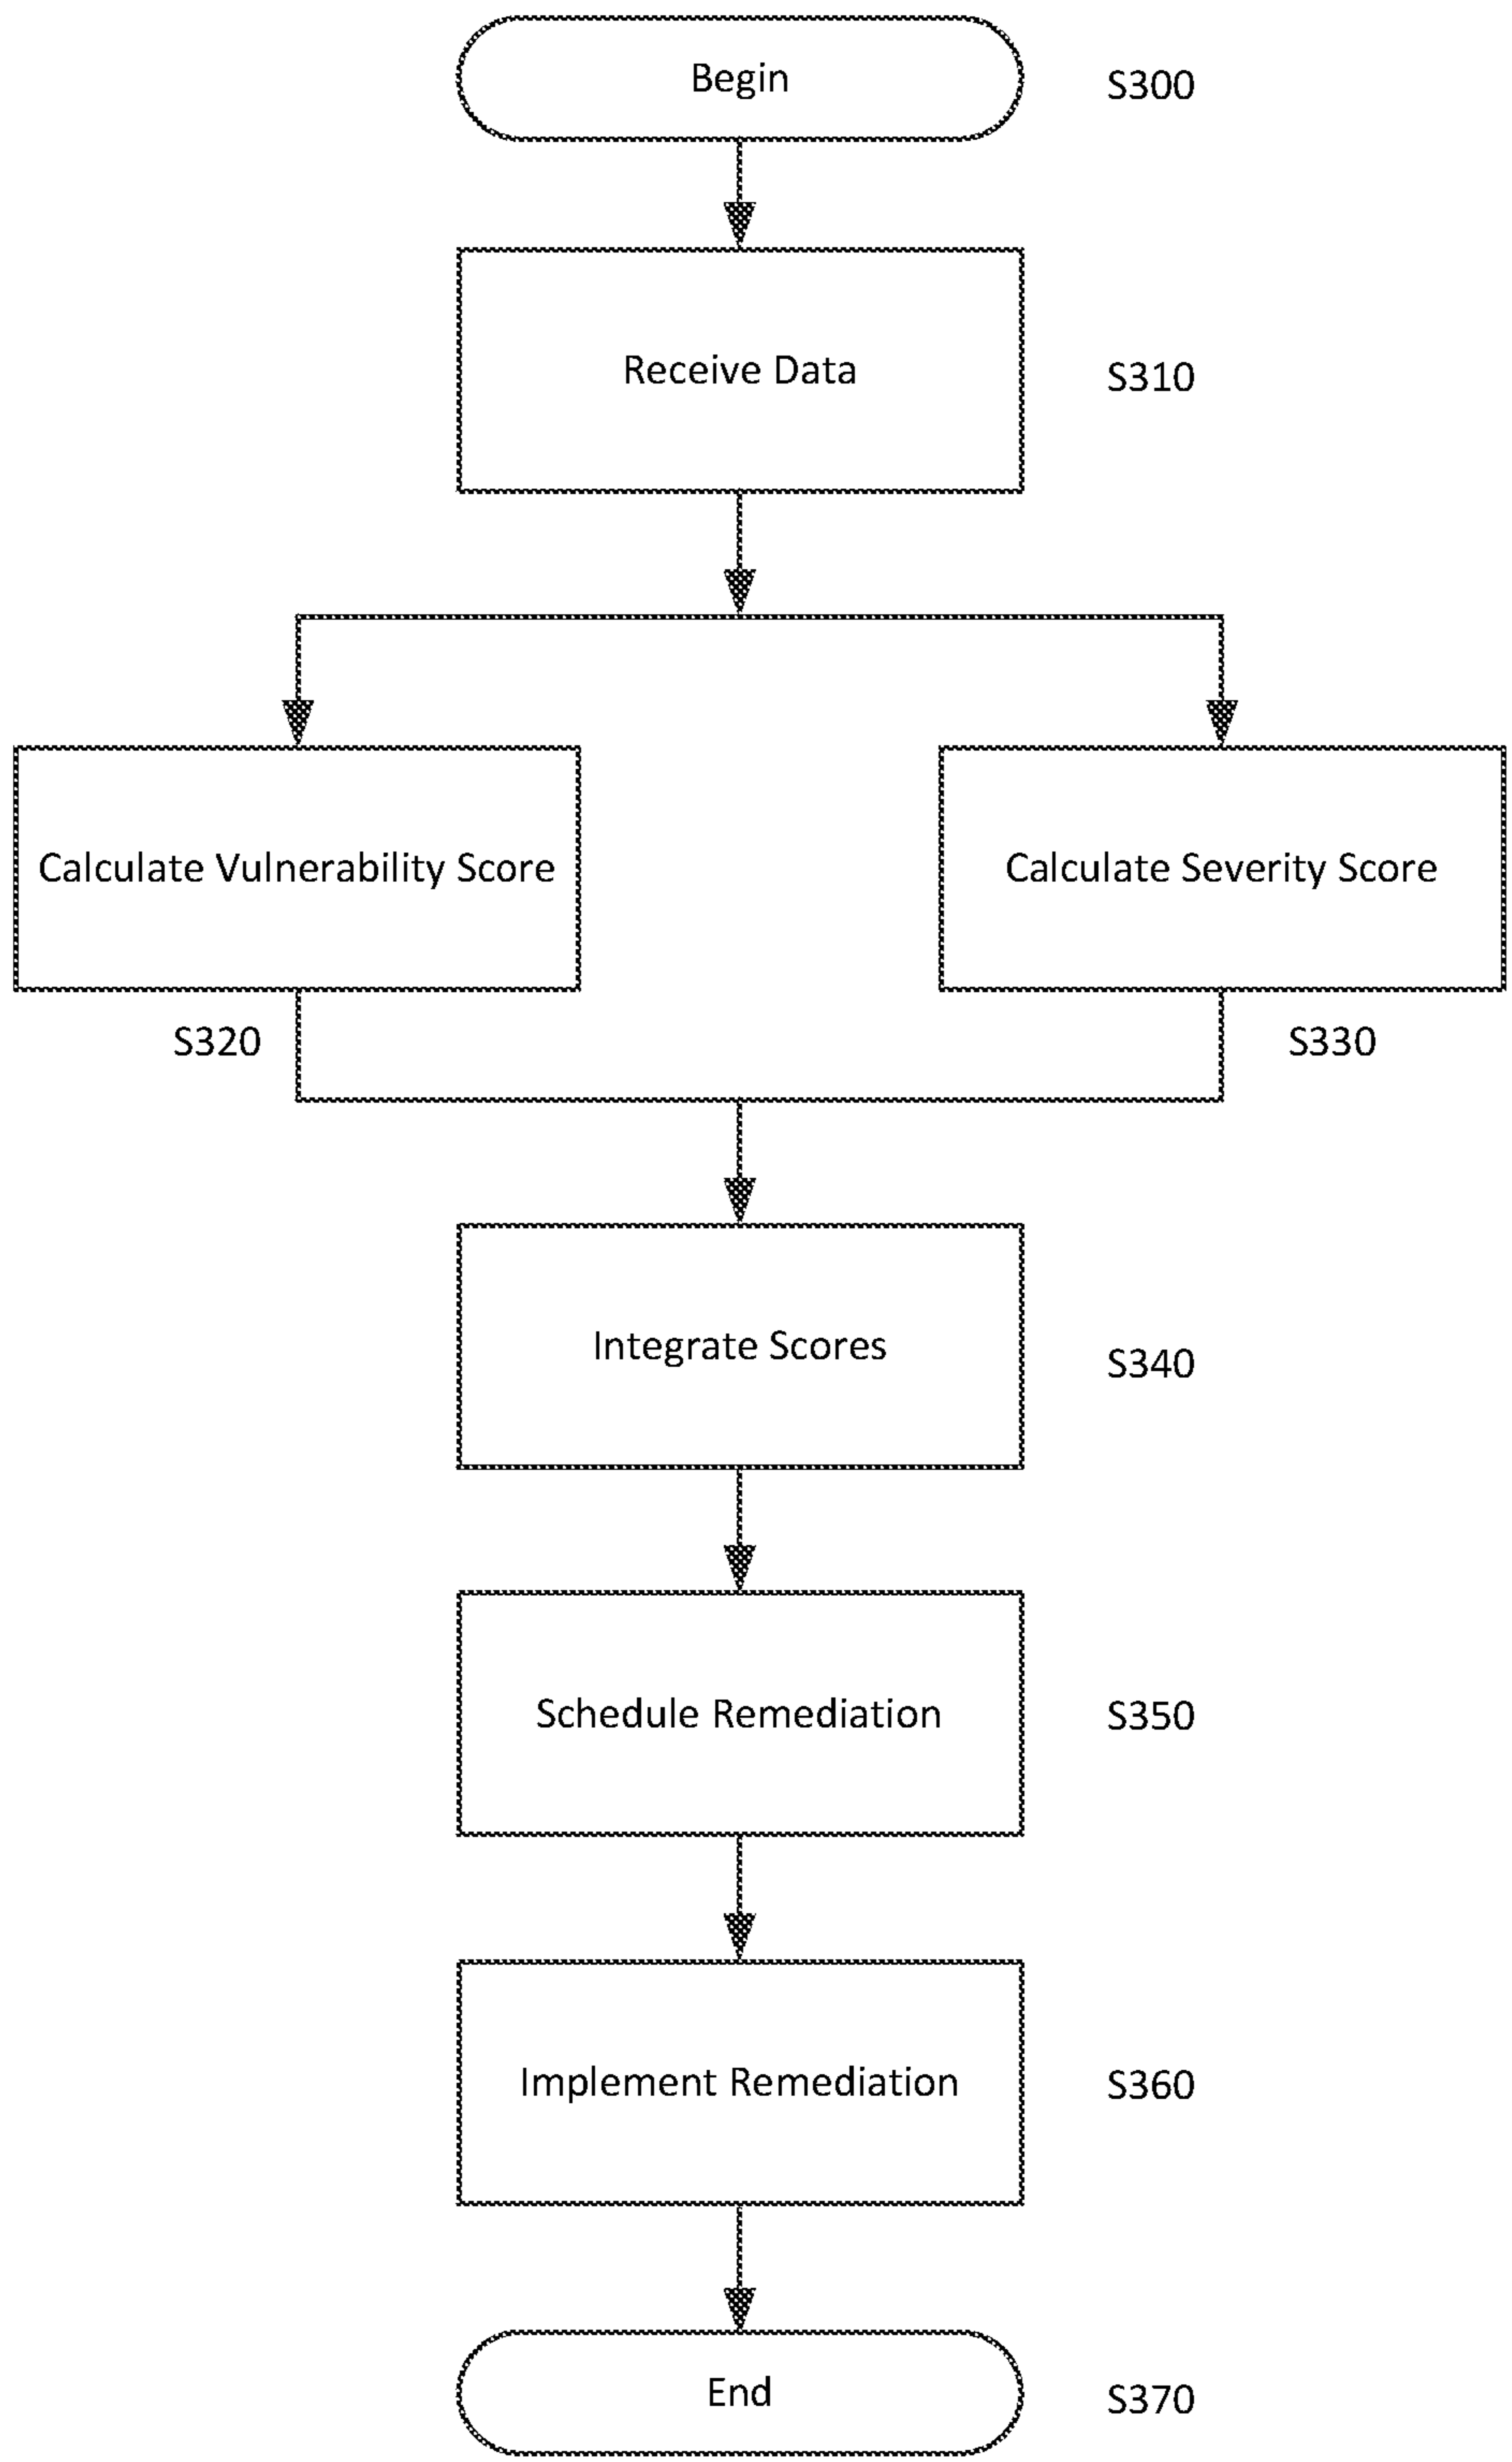 Begin
S300
Receive Data
S310
Calculate Vulnerability Score
Calculate Severity Score
S320
S330
Integrate Scores
S340
Schedule Remediation
S350
Implement Remediation
S360
End
S370